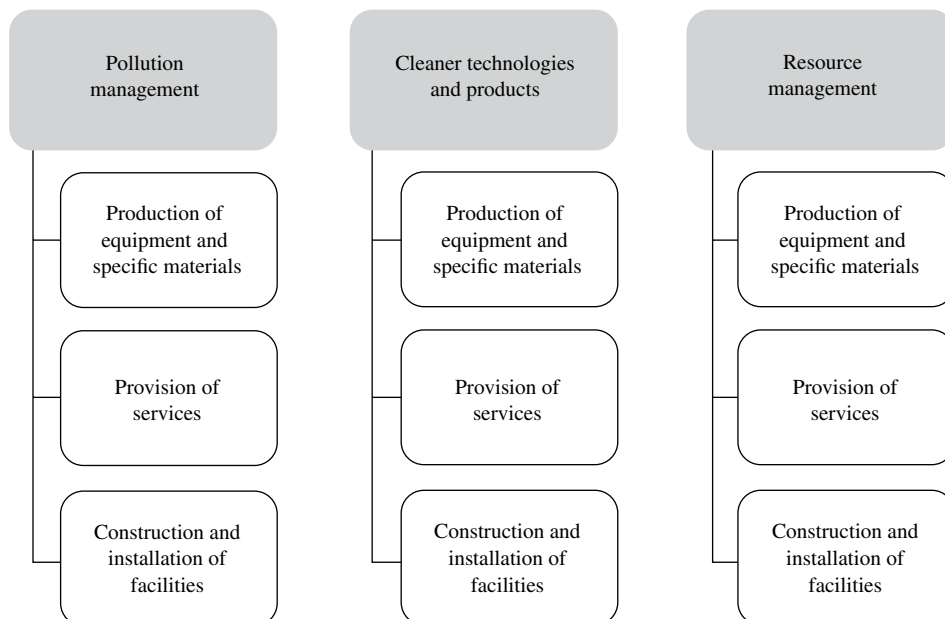 Pollution
management
Production of
equipment and
specific materials
Provision of
services
Construction and
installation of
facilities
Cleaner technologies
and products
Production of
equipment and
specific materials
Provision of
services
Construction and
installation of
facilities
Resource
management
Production of
equipment and
specific materials
Provision of
services
Construction and
installation of
facilities